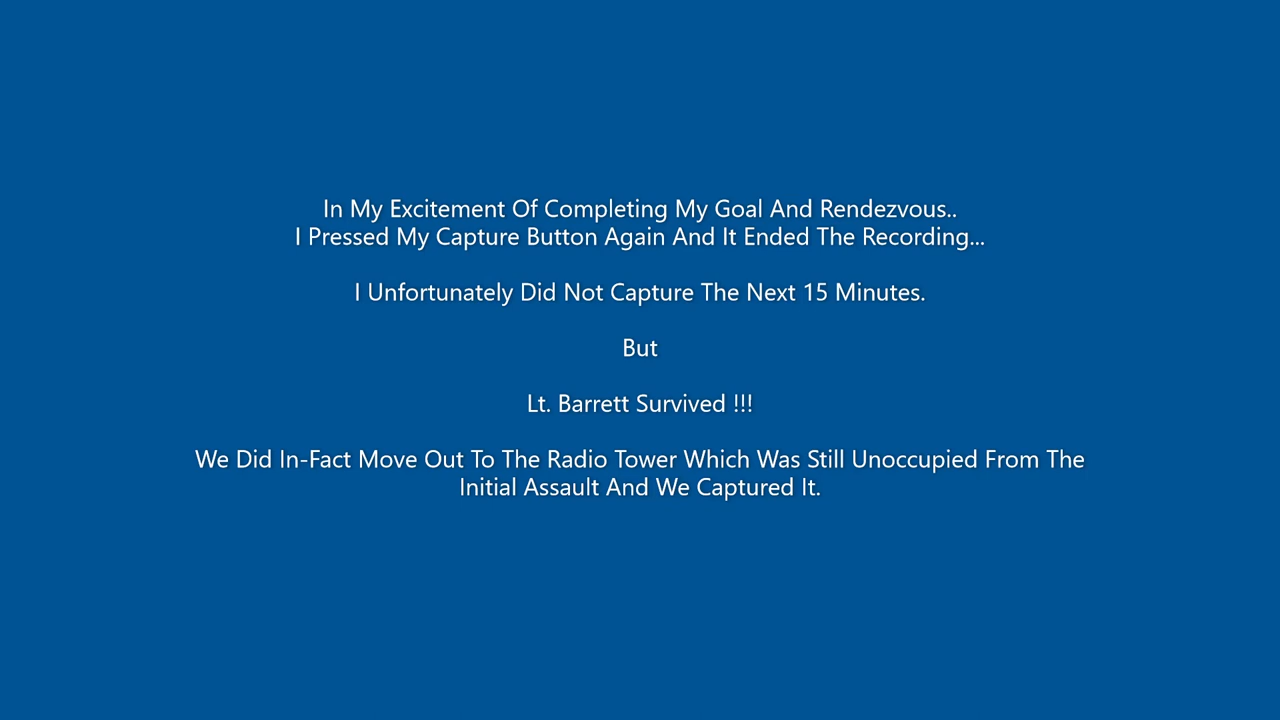 In My Excitement Of Completing My Goal And Rendezvous..
I Pressed My Capture Button Again And It Ended The Recording...
I Unfortunately Did Not Capture The Next 15 Minutes.
But
Lt. Barrett Survived !!!
We Did In-Fact Move Out To The Radio Tower Which Was Still Unoccupied From The
Initial Assault And We Captured It.